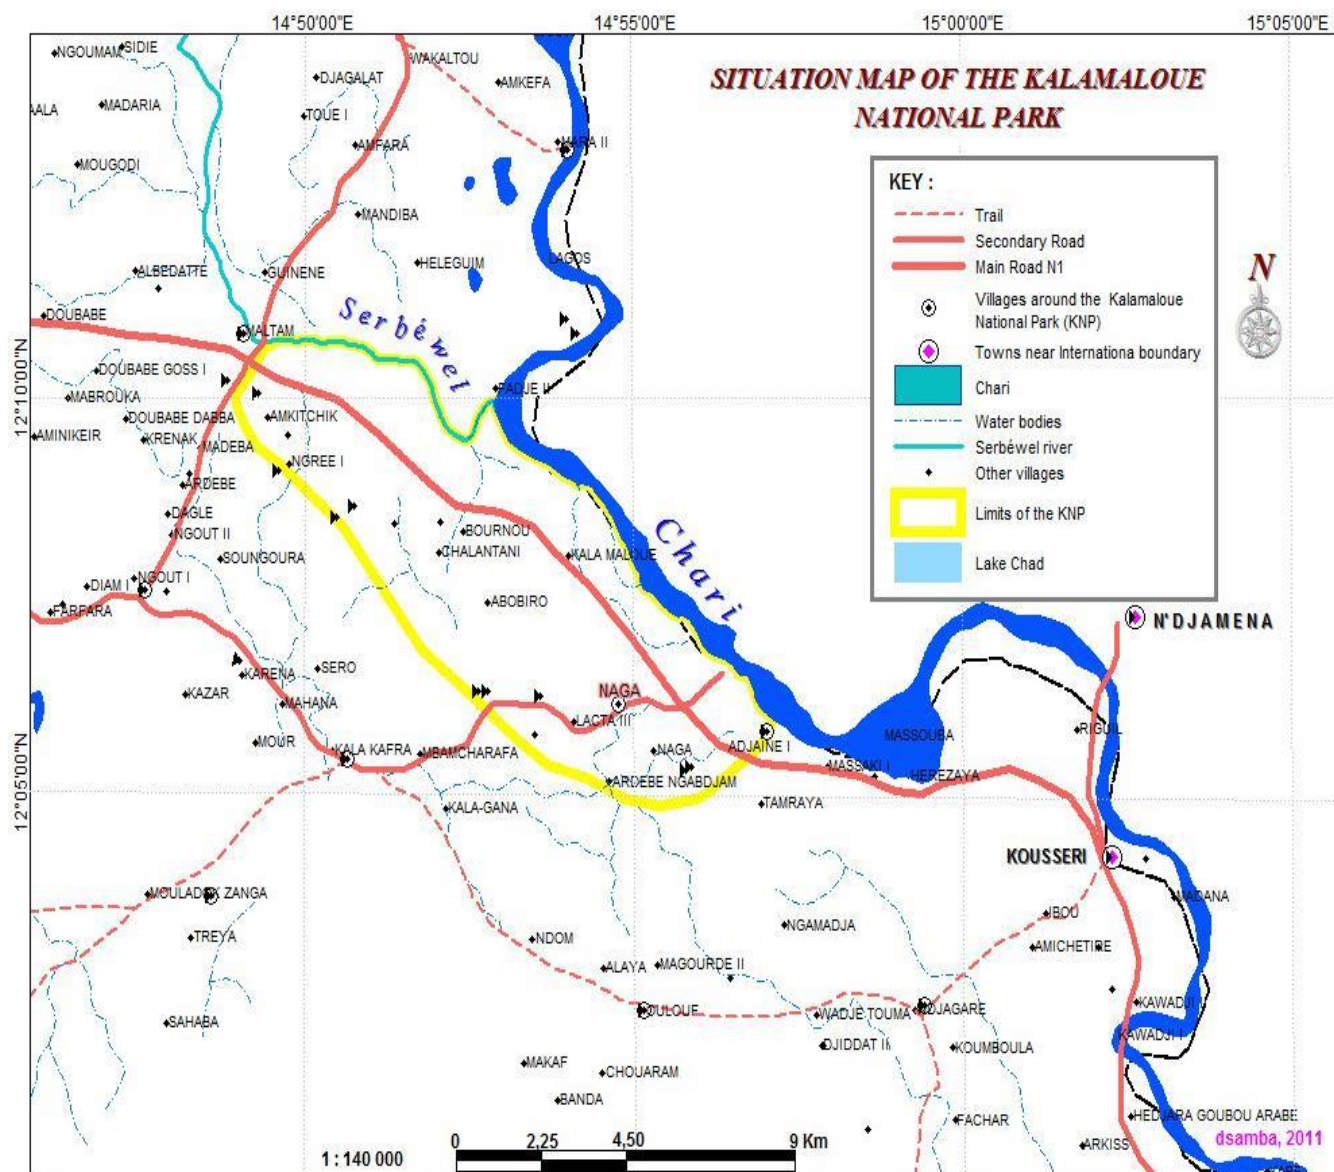 14°50'00"E
14°55'00"E
15°00'00"E
15°05'00"E
SITUATION MAP OF THE KALAMALOUE
NATIONAL PARK
KEY :
Trail
Secondary Road
Main Road N1
Villages around the Kalamaloue
National Park (KNP)
Towns near Internationa boundary
Chari
Water bodies
Serbéwel river
Other villages
Limits of the KNP
Lake Chad
N
NGOUMAM
SIDIE
WAKALTOU
DJAGALAT
AMKEFA
AALA
MADARIA
TOUE I
AMFARA
MARA II
MOUGODI
MANDIBA
LAGOS
ALBEDATTE
GUINENE
HELEGUIM
DOUBABE
MALTAM
Serbéwel
12°10'00"N
DOUBABE GOSS I
MABROUKA
FADJE II
DOUBABE DABBA
AMKITCHIK
AMINIKEIR
KRENAK
MADEBA
NGREE I
ARDEBE
DAGLE
NGOUT II
BOURNOU
CHALANTANI
KALA MALOUE
Chari
SOUNGOURA
NGOUT I
DIAM I
FARFARA
ABOBIRO
N'DJAMENA
SERO
KARENA
KAZAR
MAHANA
NAGA
LACTA III
MOUR
KALA KAFRA
MBAMCHARAFA
NAGA
ADJAINE I
MASSOUBA
RIGUIL
ARDEBE NGABDJAM
MASSAKI I
HEREZAYA
12°05'00"N
KALA-GANA
TAMRAYA
KOUSSERI
MADANA
TREYA
NDOM
NGAMADJA
IBOU
AMICHETIRE
ALAYA
MAGOURDE II
SAHABA
OULOUF
WADJE TOUMA
NDJAGARE
KAWADJI I
KAWADJI I
DJIDDAT II
KOUMBOULA
MAKAF
CHOUARAM
BANDA
FACHAR
HEDJARA GOUBOU ARABE
ARKISS
dsamba, 2011
1 : 140 000
0 2,25 4,50 9 Km